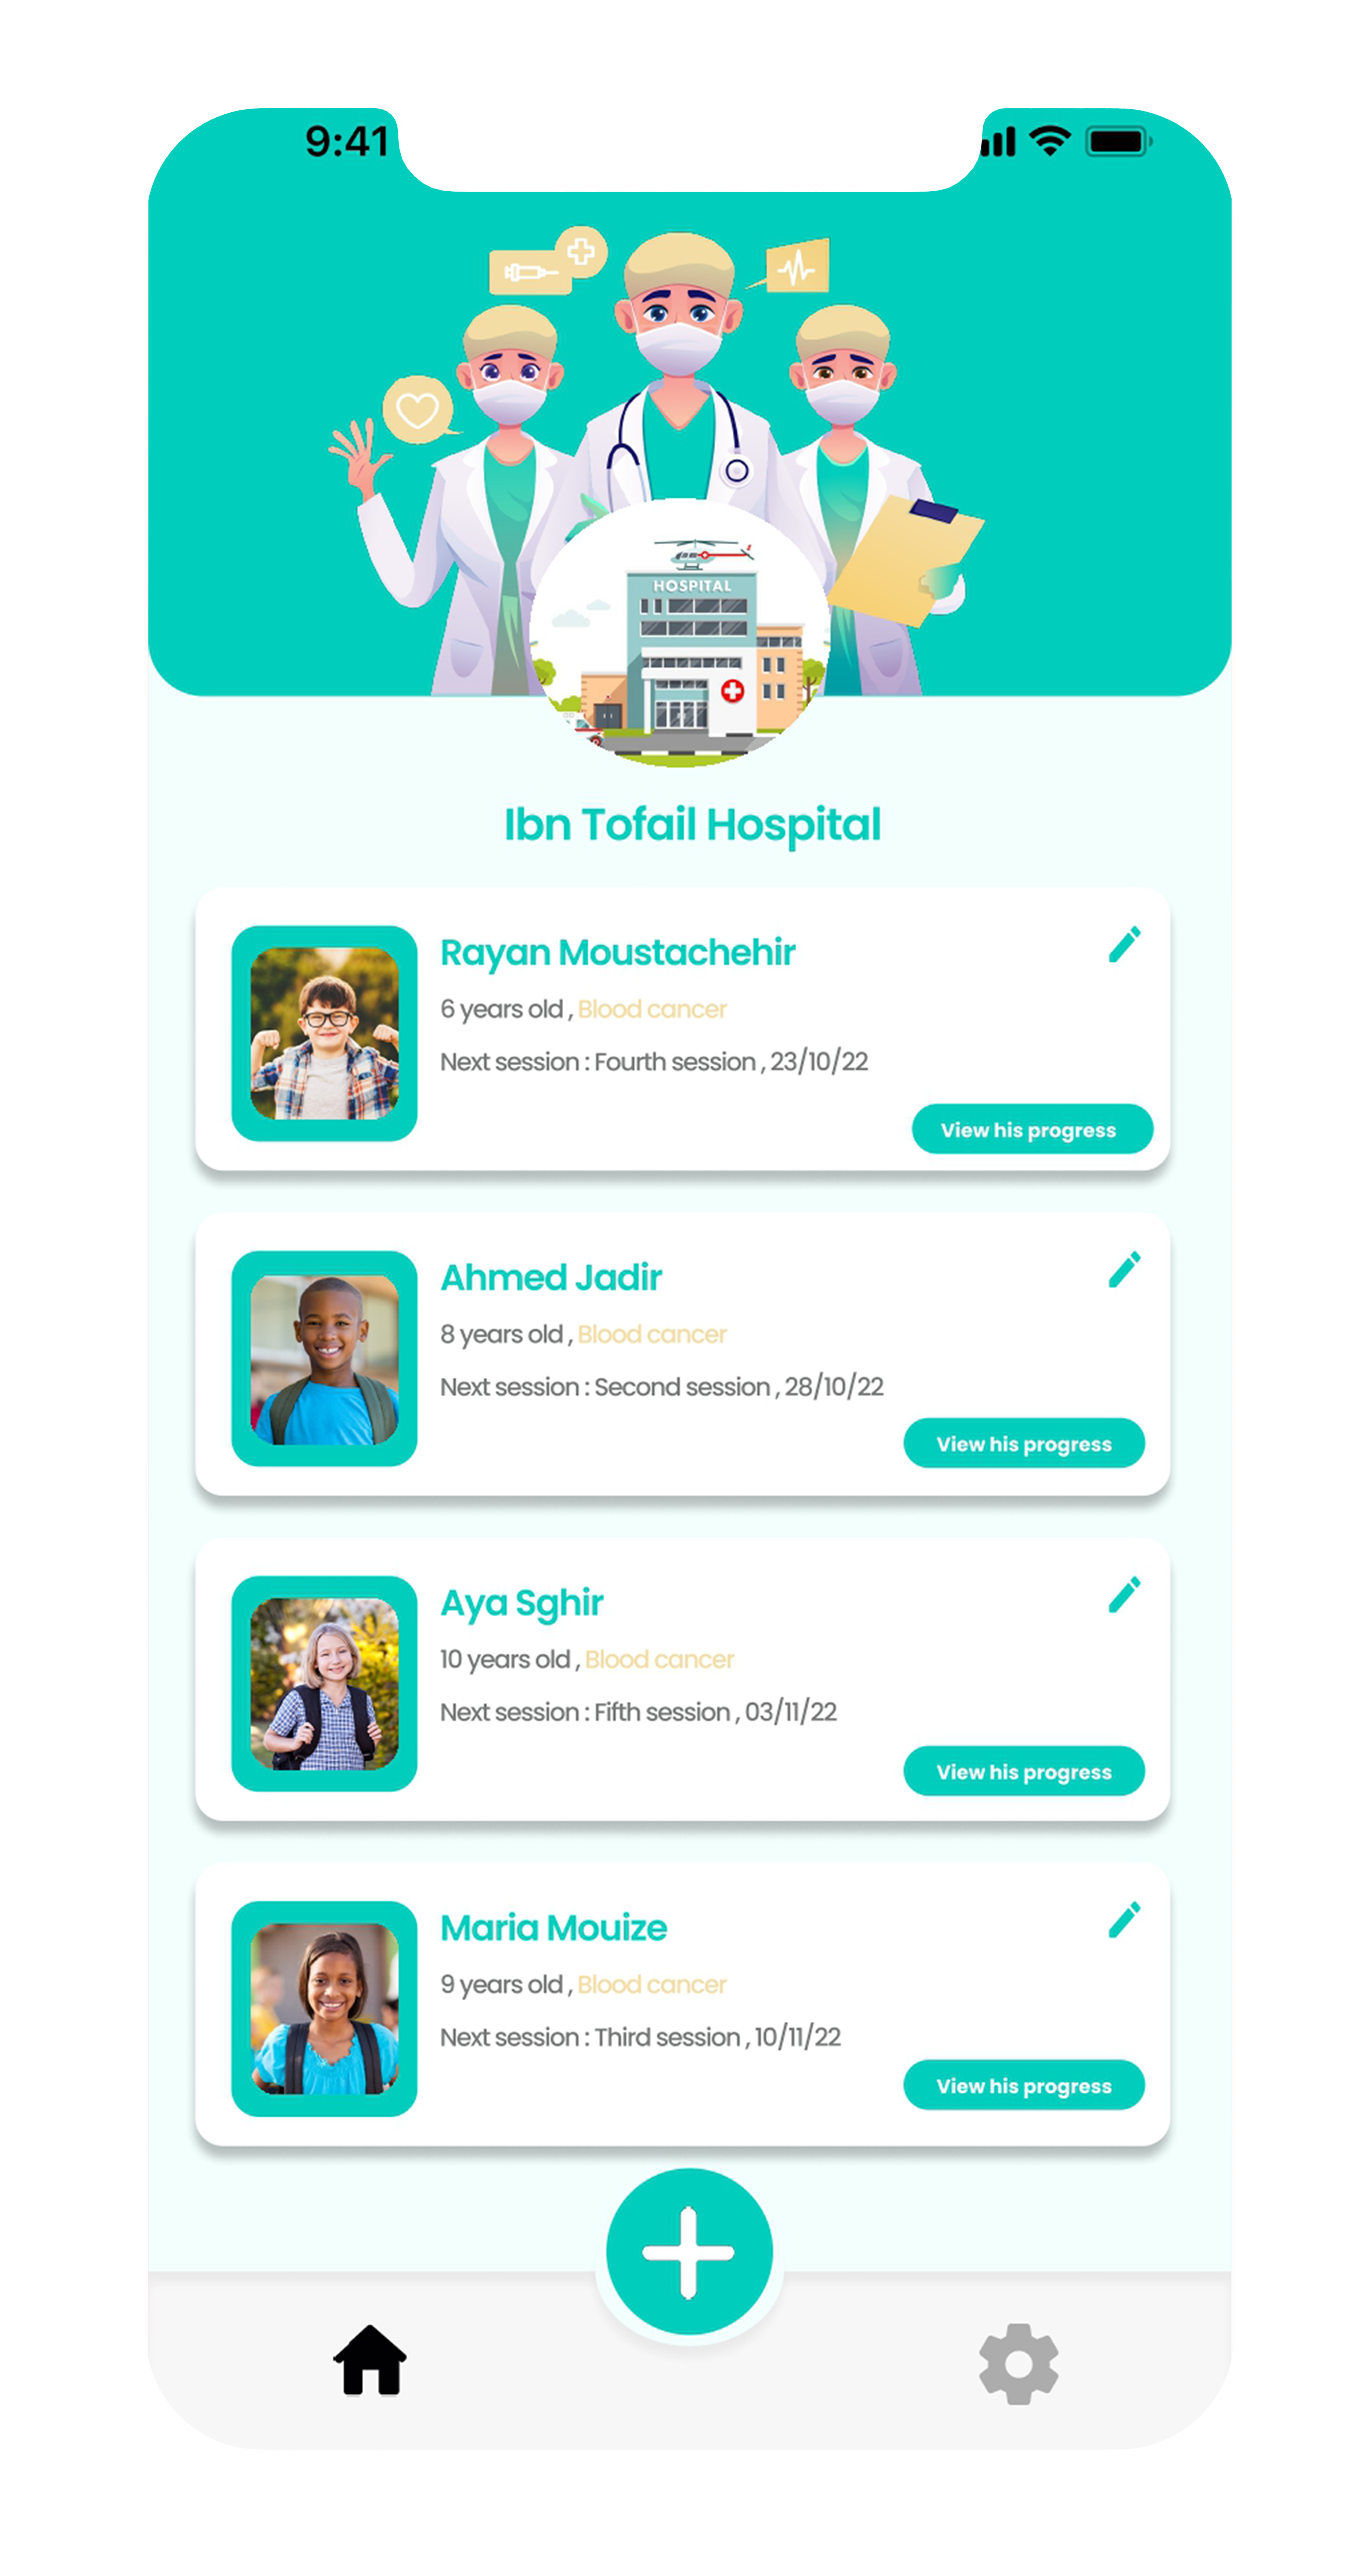 9:41
HOSPITAL
Ibn Tofail Hospital
Rayan Moustachehir
6 years old , Blood cancer
Next session : Fourth session , 23/10/22
View his progress
Ahmed Jadir
8 years old , Blood cancer
Next session : Second session , 28/10/22
View his progress
Aya Sghir
10 years old , Blood cancer
Next session : Fifth session , 03/11/22
View his progress
Maria Mouize
9 years old , Blood cancer
Next session : Third session , 10/11/22
View his progress